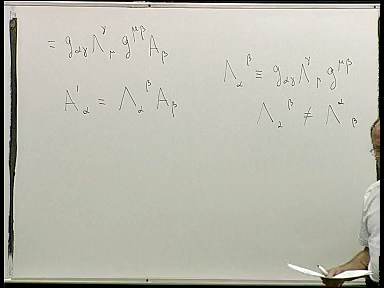 = g_{αγ} Λ^γ_μ g^{μβ} A_β
A'_α = Λ_α^β A_β
Λ_α^β ≡ g_{αγ} Λ^γ_μ g^{μβ}
Λ_α^β ≠ Λ^α_β